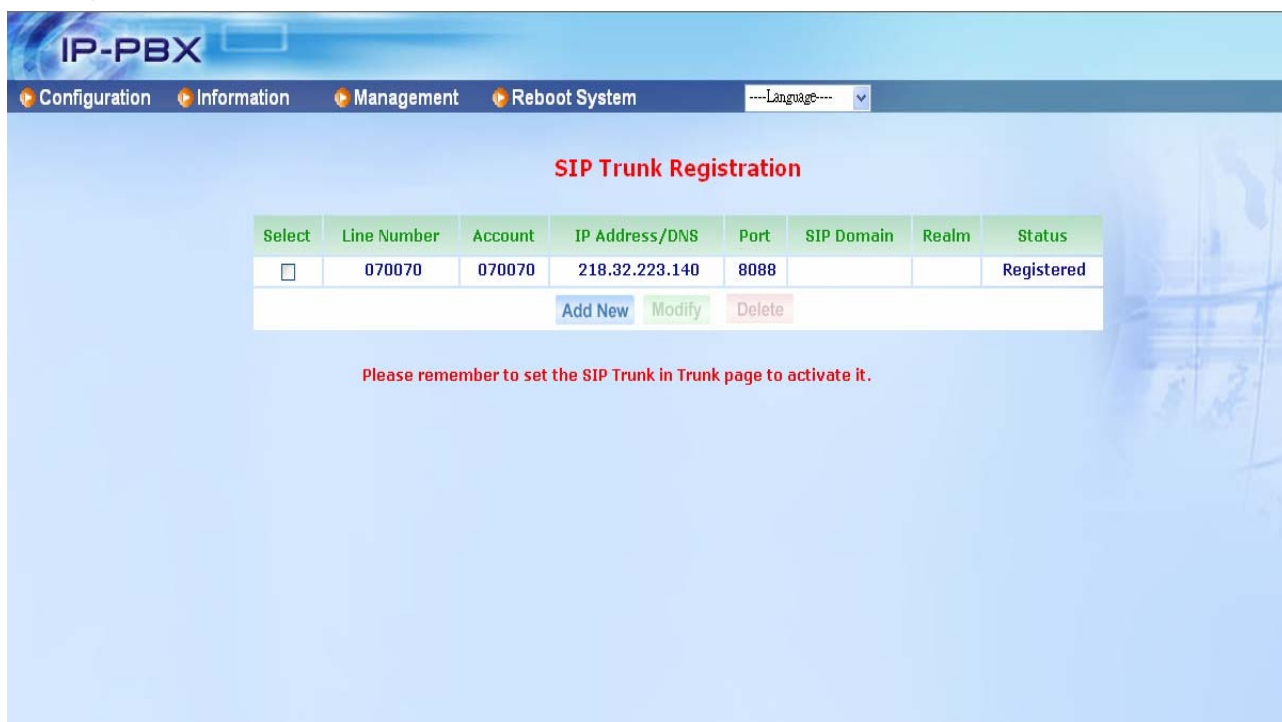 IP-PBX
Configuration Information Management Reboot System ----Language----
SIP Trunk Registration
Select Line Number Account IP Address/DNS Port SIP Domain Realm Status
070070 070070 218.32.223.140 8088 Registered
Add New Modify Delete
Please remember to set the SIP Trunk in Trunk page to activate it.